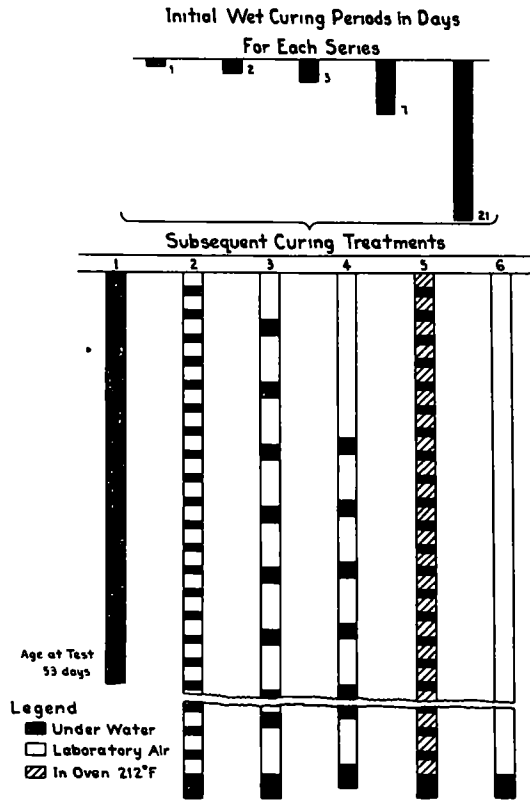 Initial Wet Curing Periods in Days
For Each Series
1
2
3
7
21
Subsequent Curing Treatments
1 2 3 4 5 6
Age at Test
53 days
Legend
Under Water
Laboratory Air
In Oven 212°F